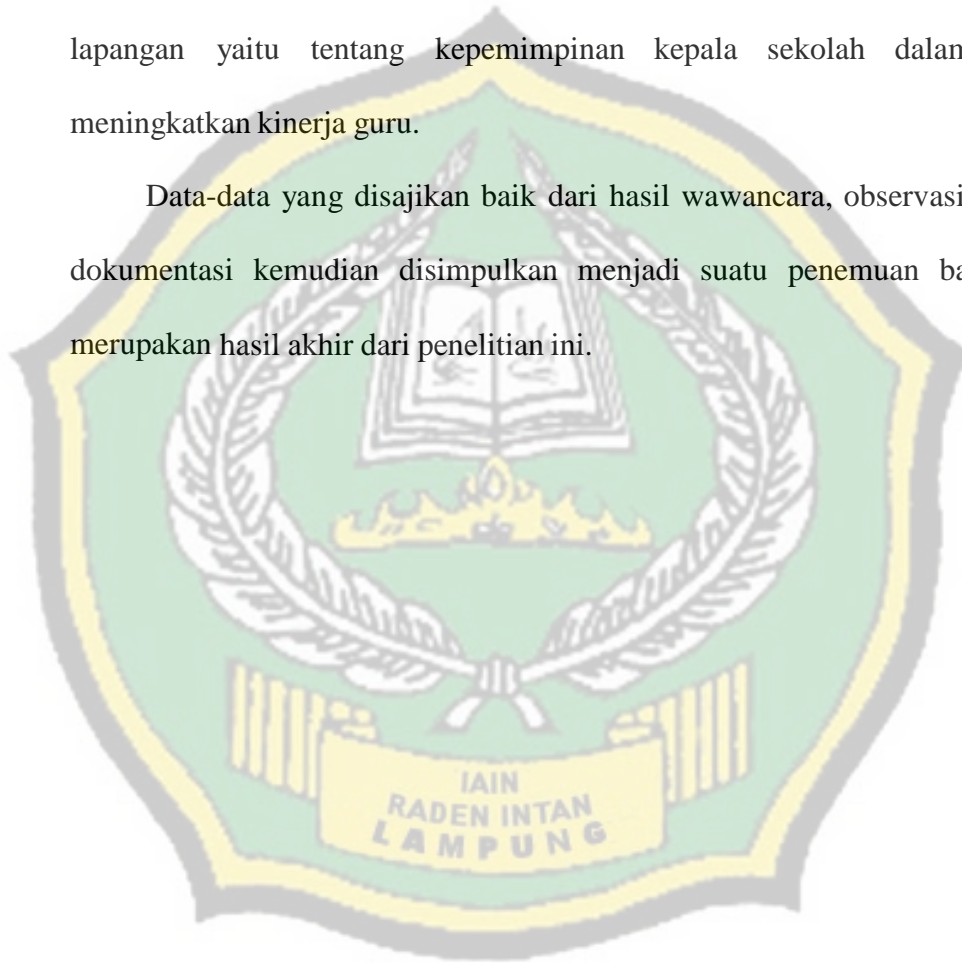 lapangan yaitu tentang kepemimpinan kepala sekolah dalam
meningkatkan kinerja guru.
Data-data yang disajikan baik dari hasil wawancara, observasi
dokumentasi kemudian disimpulkan menjadi suatu penemuan ba
merupakan hasil akhir dari penelitian ini.
IAIN
RADEN INTAN
LAMPUNG